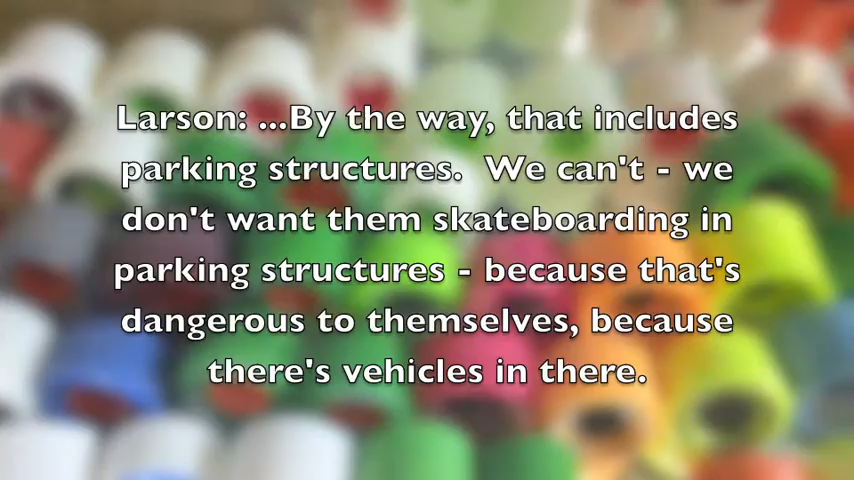 Larson: ...By the way, that includes
parking structures.  We can't - we
don't want them skateboarding in
parking structures - because that's
dangerous to themselves, because
there's vehicles in there.